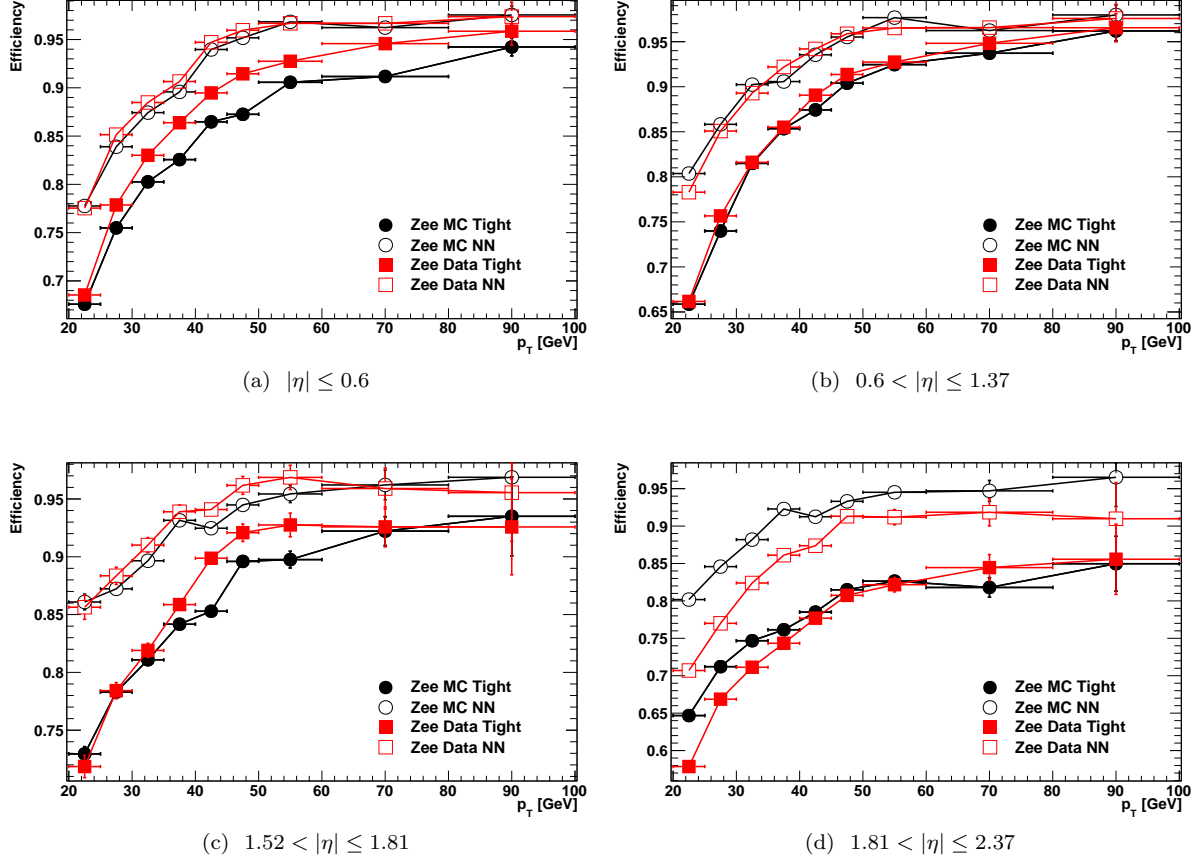 Efficiency
0.95
0.9
0.85
0.8
0.75
0.7
Zee MC Tight
Zee MC NN
Zee Data Tight
Zee Data NN
20 30 40 50 60 70 80 90 100
p_T [GeV]
(a) |η| ≤ 0.6
Efficiency
0.95
0.9
0.85
0.8
0.75
0.7
0.65
Zee MC Tight
Zee MC NN
Zee Data Tight
Zee Data NN
20 30 40 50 60 70 80 90 100
p_T [GeV]
(b) 0.6 < |η| ≤ 1.37
Efficiency
0.95
0.9
0.85
0.8
0.75
Zee MC Tight
Zee MC NN
Zee Data Tight
Zee Data NN
20 30 40 50 60 70 80 90 100
p_T [GeV]
(c) 1.52 < |η| ≤ 1.81
Efficiency
0.95
0.9
0.85
0.8
0.75
0.7
0.65
0.6
Zee MC Tight
Zee MC NN
Zee Data Tight
Zee Data NN
20 30 40 50 60 70 80 90 100
p_T [GeV]
(d) 1.81 < |η| ≤ 2.37